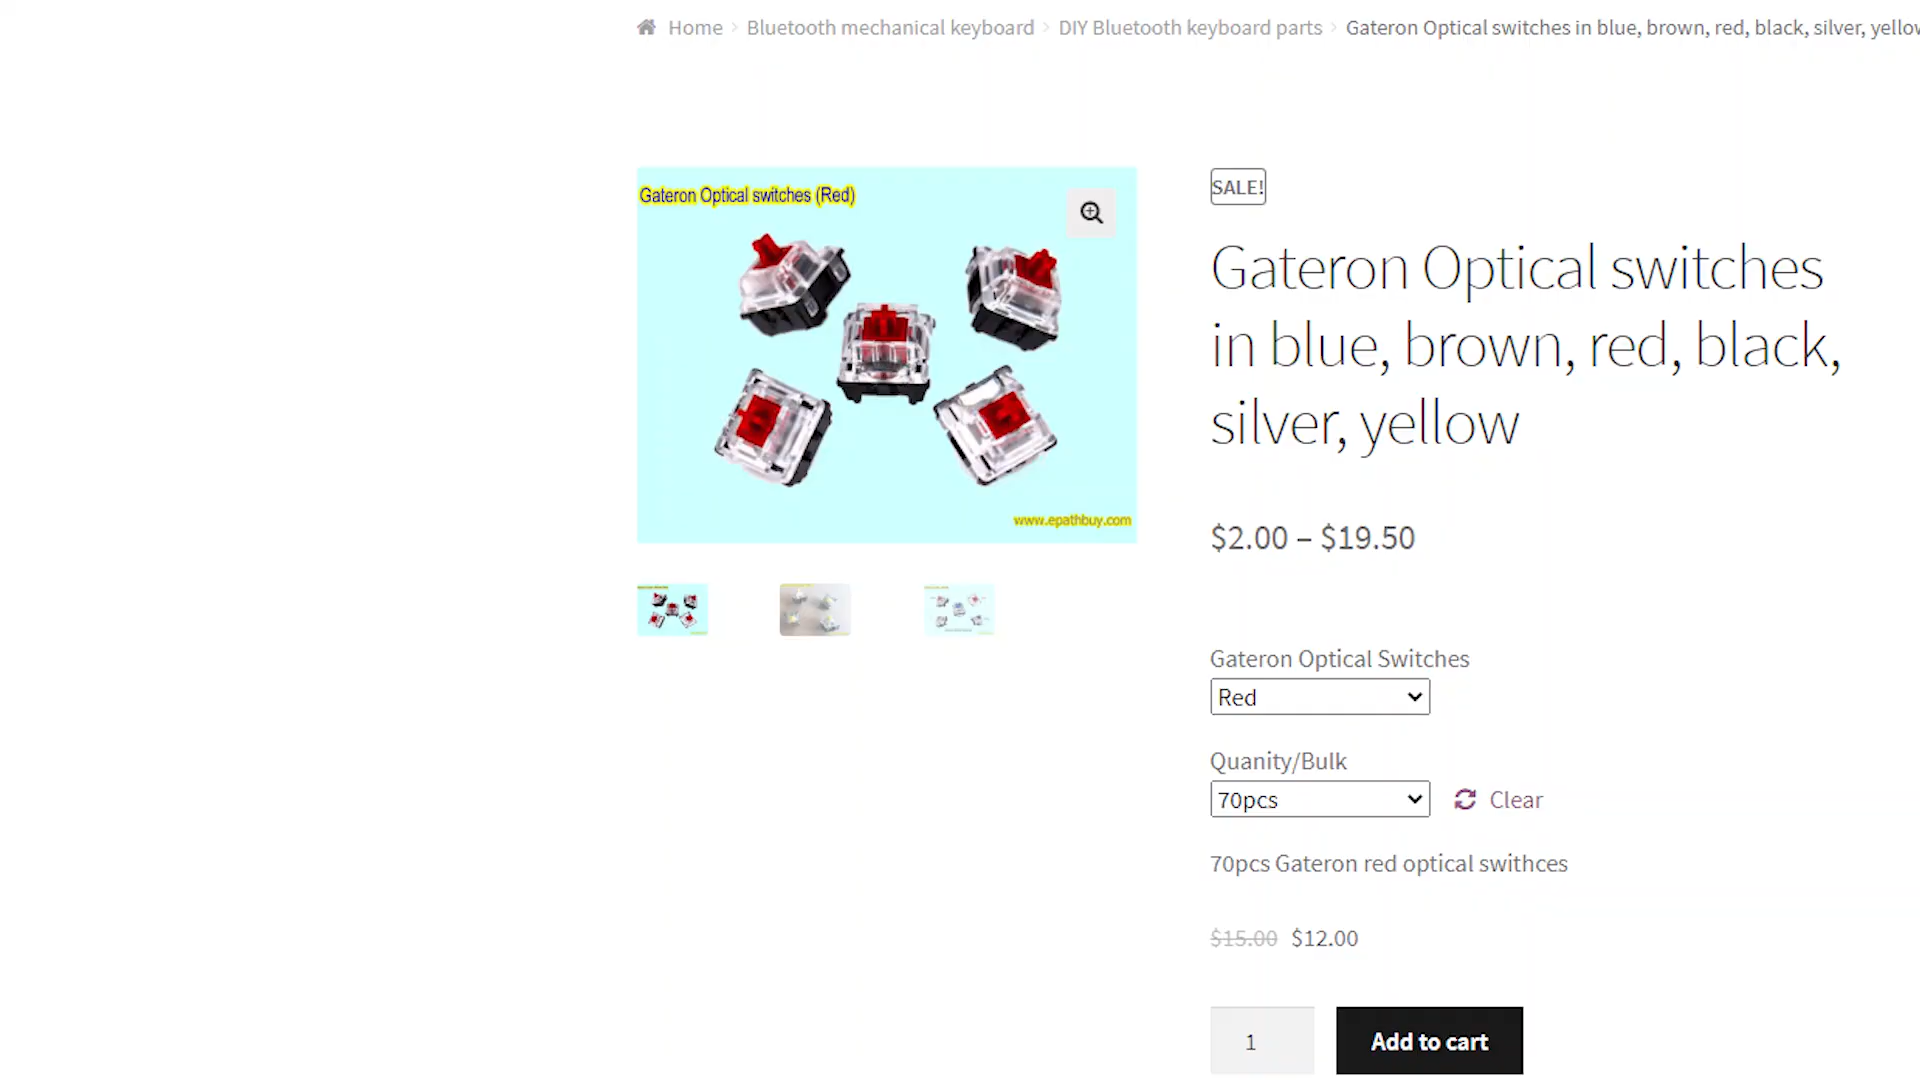 Home
Bluetooth mechanical keyboard
DIY Bluetooth keyboard parts
Gateron Optical switches in blue, brown, red, black, silver,
Gateron Optical switches (Red)
www.epathbuy.com
SALE!
Gateron Optical switches
in blue, brown, red, black,
silver, yellow
$2.00 – $19.50
Gateron Optical Switches
Red
Quanity/Bulk
70pcs
Clear
70pcs Gateron red optical swithces
$15.00 $12.00
1
Add to cart